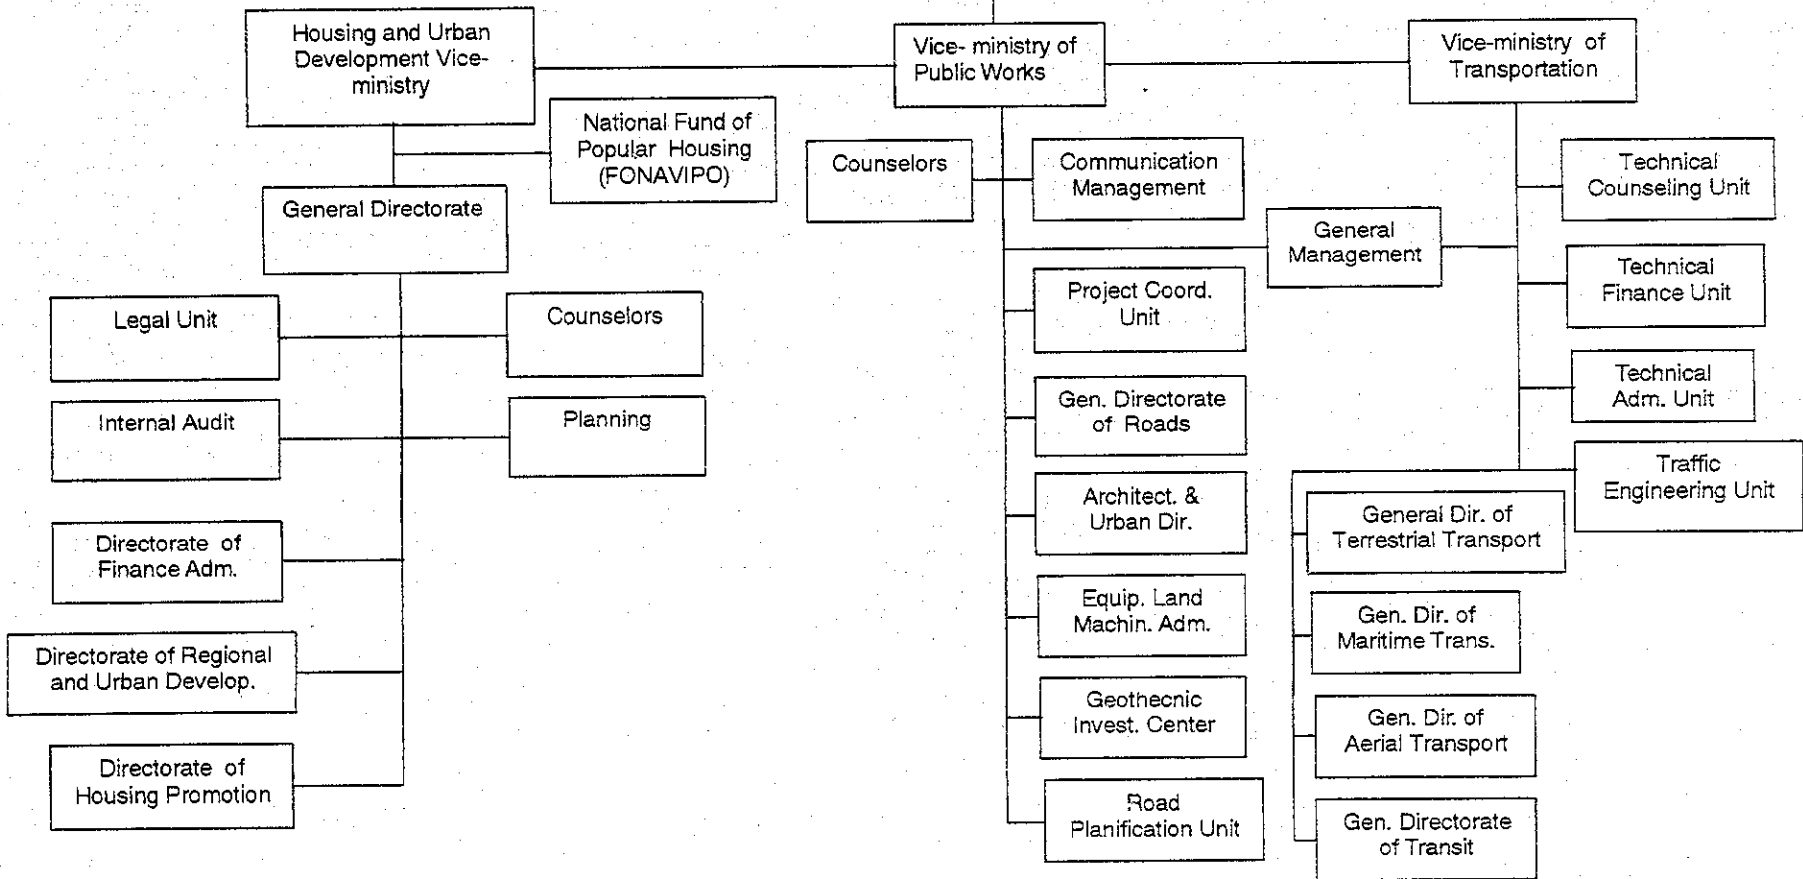 Housing and Urban
Development Vice-
ministry
Vice- ministry of
Public Works
Vice-ministry of
Transportation
National Fund of
Popular Housing
(FONAVIPO)
General Directorate
Legal Unit
Counselors
Internal Audit
Planning
Directorate of
Finance Adm.
Directorate of Regional
and Urban Develop.
Directorate of
Housing Promotion
Counselors
Communication
Management
General
Management
Project Coord.
Unit
Gen. Directorate
of Roads
Architect. &
Urban Dir.
Equip. Land
Machin. Adm.
Geothecnic
Invest. Center
Road
Planification Unit
Technical
Counseling Unit
Technical
Finance Unit
Technical
Adm. Unit
Traffic
Engineering Unit
General Dir. of
Terrestrial Transport
Gen. Dir. of
Maritime Trans.
Gen. Dir. of
Aerial Transport
Gen. Directorate
of Transit